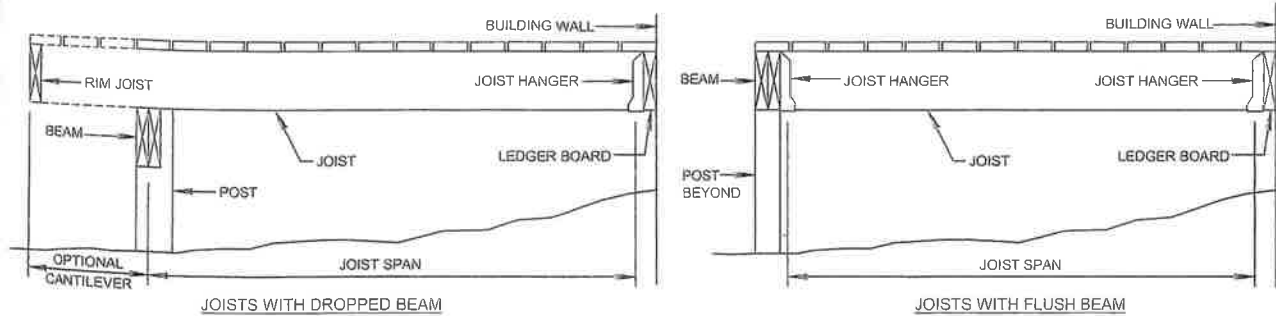 BUILDING WALL
RIM JOIST
JOIST HANGER
BEAM
JOIST
LEDGER BOARD
POST
OPTIONAL
CANTILEVER
JOIST SPAN
JOISTS WITH DROPPED BEAM
BUILDING WALL
BEAM
JOIST HANGER
JOIST HANGER
JOIST
LEDGER BOARD
POST
BEYOND
JOIST SPAN
JOISTS WITH FLUSH BEAM